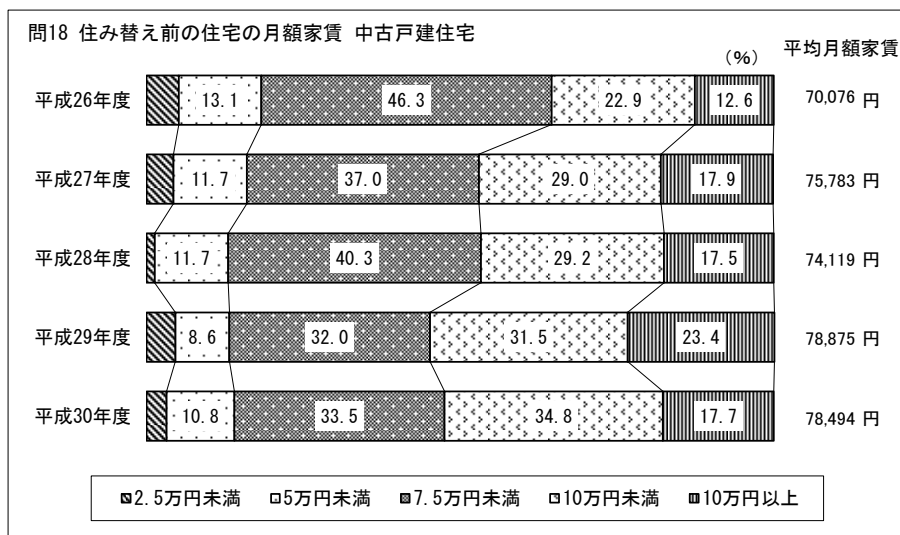 問18 住み替え前の住宅の月額家賃 中古戸建住宅
(%) 平均月額家賃
平成26年度 13.1 46.3 22.9 12.6 70,076 円
平成27年度 11.7 37.0 29.0 17.9 75,783 円
平成28年度 11.7 40.3 29.2 17.5 74,119 円
平成29年度 8.6 32.0 31.5 23.4 78,875 円
平成30年度 10.8 33.5 34.8 17.7 78,494 円
2.5万円未満 5万円未満 7.5万円未満 10万円未満 10万円以上